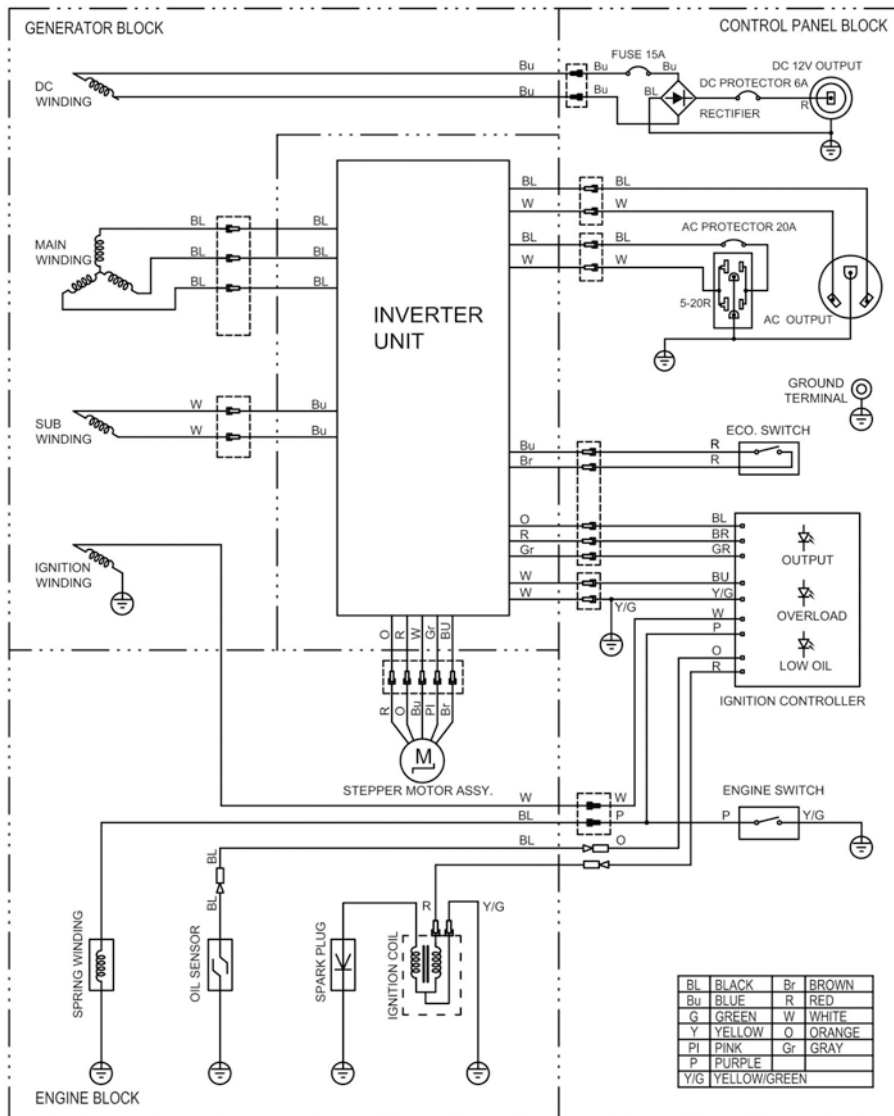 GENERATOR BLOCK
CONTROL PANEL BLOCK
DC
WINDING
Bu
Bu
Bu
Bu
FUSE 15A
Bu
BL
DC 12V OUTPUT
DC PROTECTOR 6A
R
RECTIFIER
MAIN
WINDING
BL
BL
BL
BL
BL
BL
INVERTER
UNIT
BL
W
BL
W
BL
W
BL
W
AC PROTECTOR 20A
5-20R
AC OUTPUT
GROUND
TERMINAL
SUB
WINDING
W
W
Bu
Bu
Bu
Br
R
R
ECO. SWITCH
IGNITION
WINDING
O
R
Gr
W
W
Y/G
BL
BR
GR
BU
Y/G
W
P
O
R
OUTPUT
OVERLOAD
LOW OIL
IGNITION CONTROLLER
O
R
W
Gr
BU
R
O
Bu
PI
Br
M
STEPPER MOTOR ASSY.
W
W
BL
P
ENGINE SWITCH
P
Y/G
BL
O
BL
BL
R
Y/G
SPRING WINDING
OIL SENSOR
SPARK PLUG
IGNITION COIL
ENGINE BLOCK
BL BLACK Br BROWN
Bu BLUE R RED
G GREEN W WHITE
Y YELLOW O ORANGE
PI PINK Gr GRAY
P PURPLE
Y/G YELLOW/GREEN